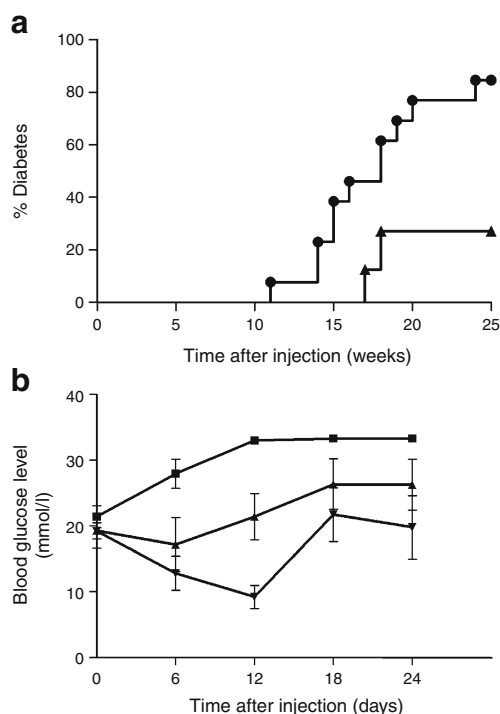 a
100
80
60
40
20
0
% Diabetes
0 5 10 15 20 25
Time after injection (weeks)
b
40
30
20
10
0
Blood glucose level
(mmol/l)
0 6 12 18 24
Time after injection (days)